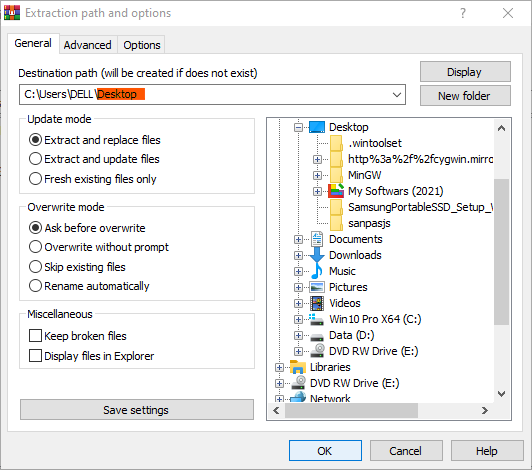 Extraction path and options
General
Advanced
Options
Destination path (will be created if does not exist)
C:\Users\DELL\Desktop
Display
New folder
Update mode
Extract and replace files
Extract and update files
Fresh existing files only
Overwrite mode
Ask before overwrite
Overwrite without prompt
Skip existing files
Rename automatically
Miscellaneous
Keep broken files
Display files in Explorer
Save settings
Desktop
.wintoolset
http%3a%2f%2fcygwin.mirro
MinGW
My Softwars (2021)
SamsungPortableSSD_Setup_W
sanpasjs
Documents
Downloads
Music
Pictures
Videos
Win10 Pro X64 (C:)
Data (D:)
DVD RW Drive (E:)
Libraries
DVD RW Drive (E:)
Network
OK
Cancel
Help